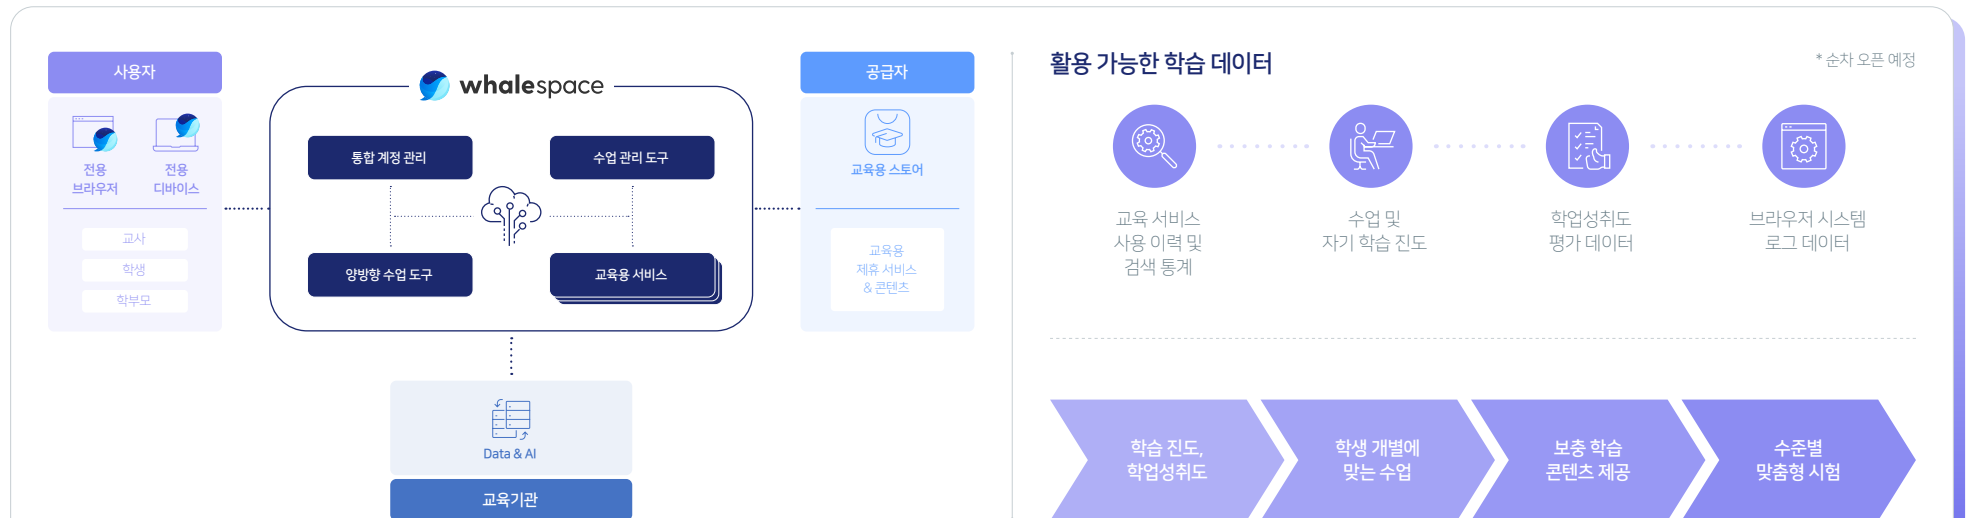 사용자
전용
브라우저
전용
디바이스
교사
학생
학부모
whalespace
통합 계정 관리
수업 관리 도구
양방향 수업 도구
교육용 서비스
공급자
교육용 스토어
교육용
제휴 서비스
& 콘텐츠
Data & AI
교육기관
활용 가능한 학습 데이터
* 순차 오픈 예정
교육 서비스
사용 이력 및
검색 통계
수업 및
자기 학습 진도
학업성취도
평가 데이터
브라우저 시스템
로그 데이터
학습 진도,
학업성취도
학생 개별에
맞는 수업
보충 학습
콘텐츠 제공
수준별
맞춤형 시험